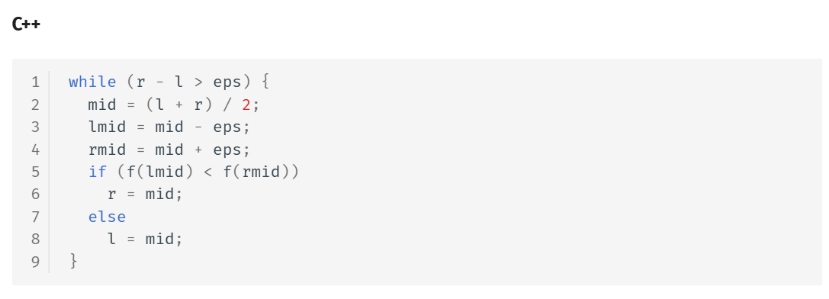 C++
1 while (r - l > eps) {
2   mid = (l + r) / 2;
3   lmid = mid - eps;
4   rmid = mid + eps;
5   if (f(lmid) < f(rmid))
6     r = mid;
7   else
8     l = mid;
9 }